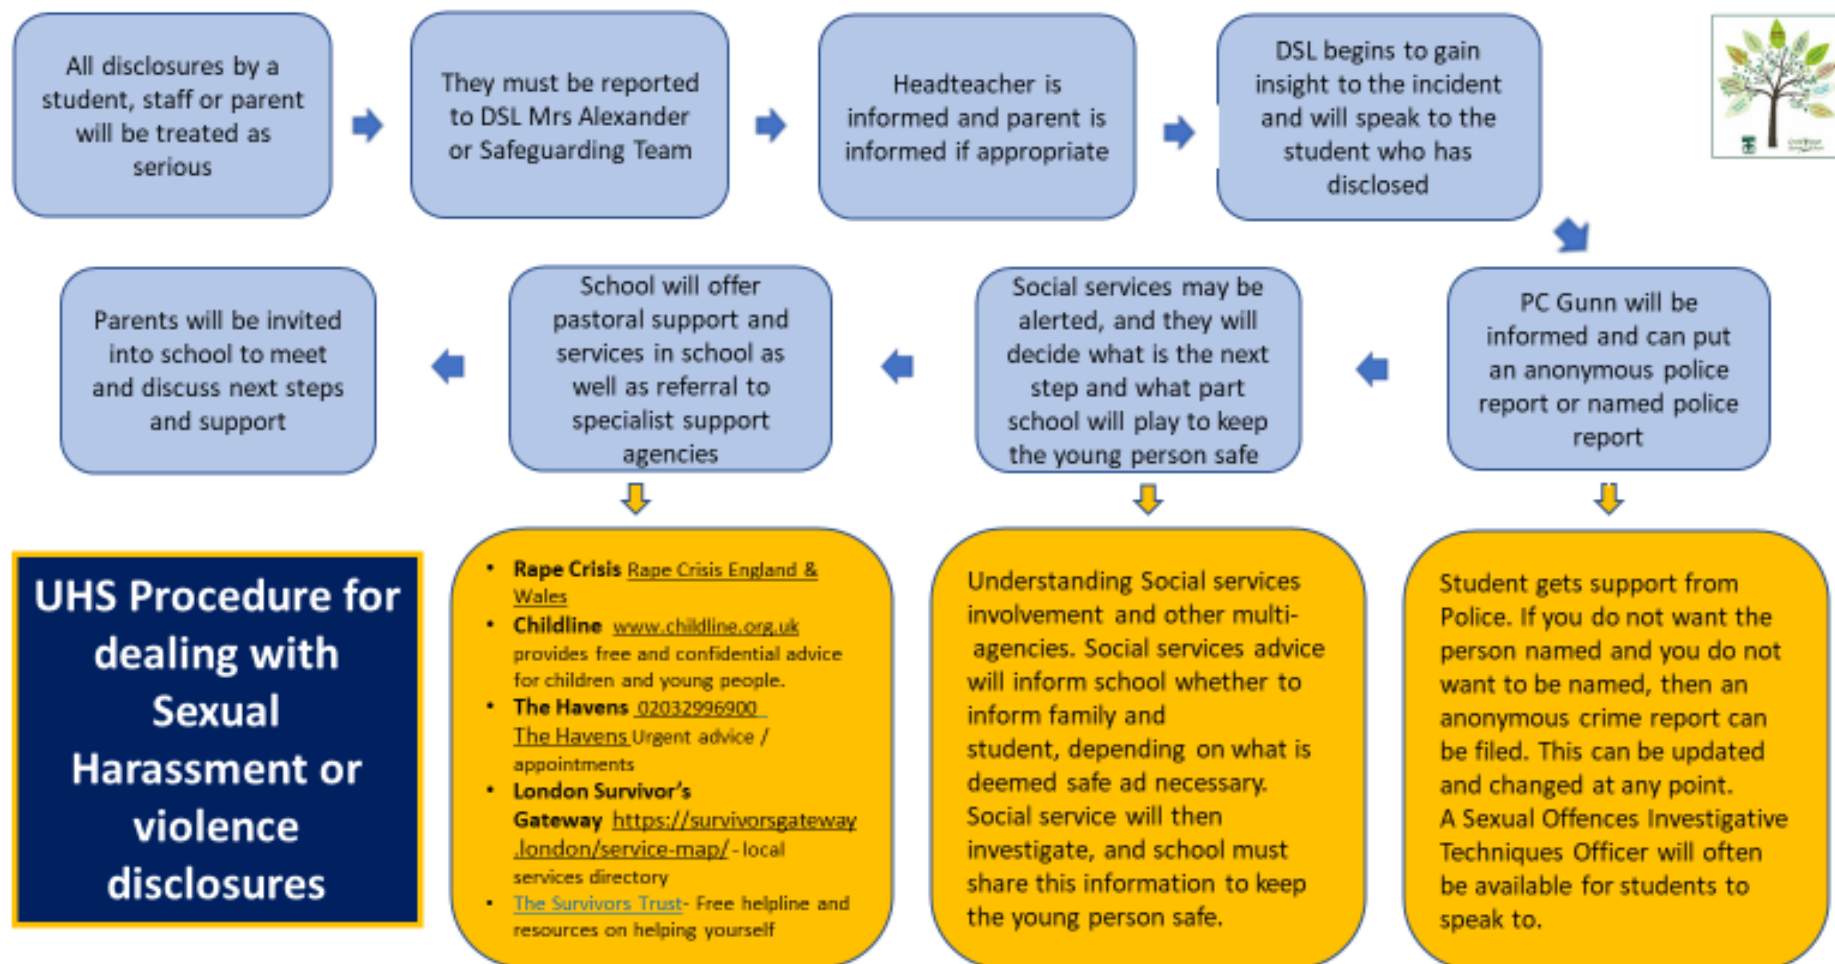 All disclosures by a
student, staff or parent
will be treated as
serious
They must be reported
to DSL Mrs Alexander
or Safeguarding Team
Headteacher is
informed and parent is
informed if appropriate
DSL begins to gain
insight to the incident
and will speak to the
student who has
disclosed
PC Gunn will be
informed and can put
an anonymous police
report or named police
report
Social services may be
alerted, and they will
decide what is the next
step and what part
school will play to keep
the young person safe
School will offer
pastoral support and
services in school as
well as referral to
specialist support
agencies
Parents will be invited
into school to meet
and discuss next steps
and support
UHS Procedure for
dealing with
Sexual
Harassment or
violence
disclosures
• Rape Crisis Rape Crisis England &
Wales
• Childline www.childline.org.uk
provides free and confidential advice
for children and young people.
• The Havens 02032996900
The Havens Urgent advice /
appointments
• London Survivor's
Gateway https://survivorsgateway
.london/service-map/ - local
services directory
• The Survivors Trust- Free helpline and
resources on helping yourself
Understanding Social services
involvement and other multi-
agencies. Social services advice
will inform school whether to
inform family and
student, depending on what is
deemed safe ad necessary.
Social service will then
investigate, and school must
share this information to keep
the young person safe.
Student gets support from
Police. If you do not want the
person named and you do not
want to be named, then an
anonymous crime report can
be filed. This can be updated
and changed at any point.
A Sexual Offences Investigative
Techniques Officer will often
be available for students to
speak to.